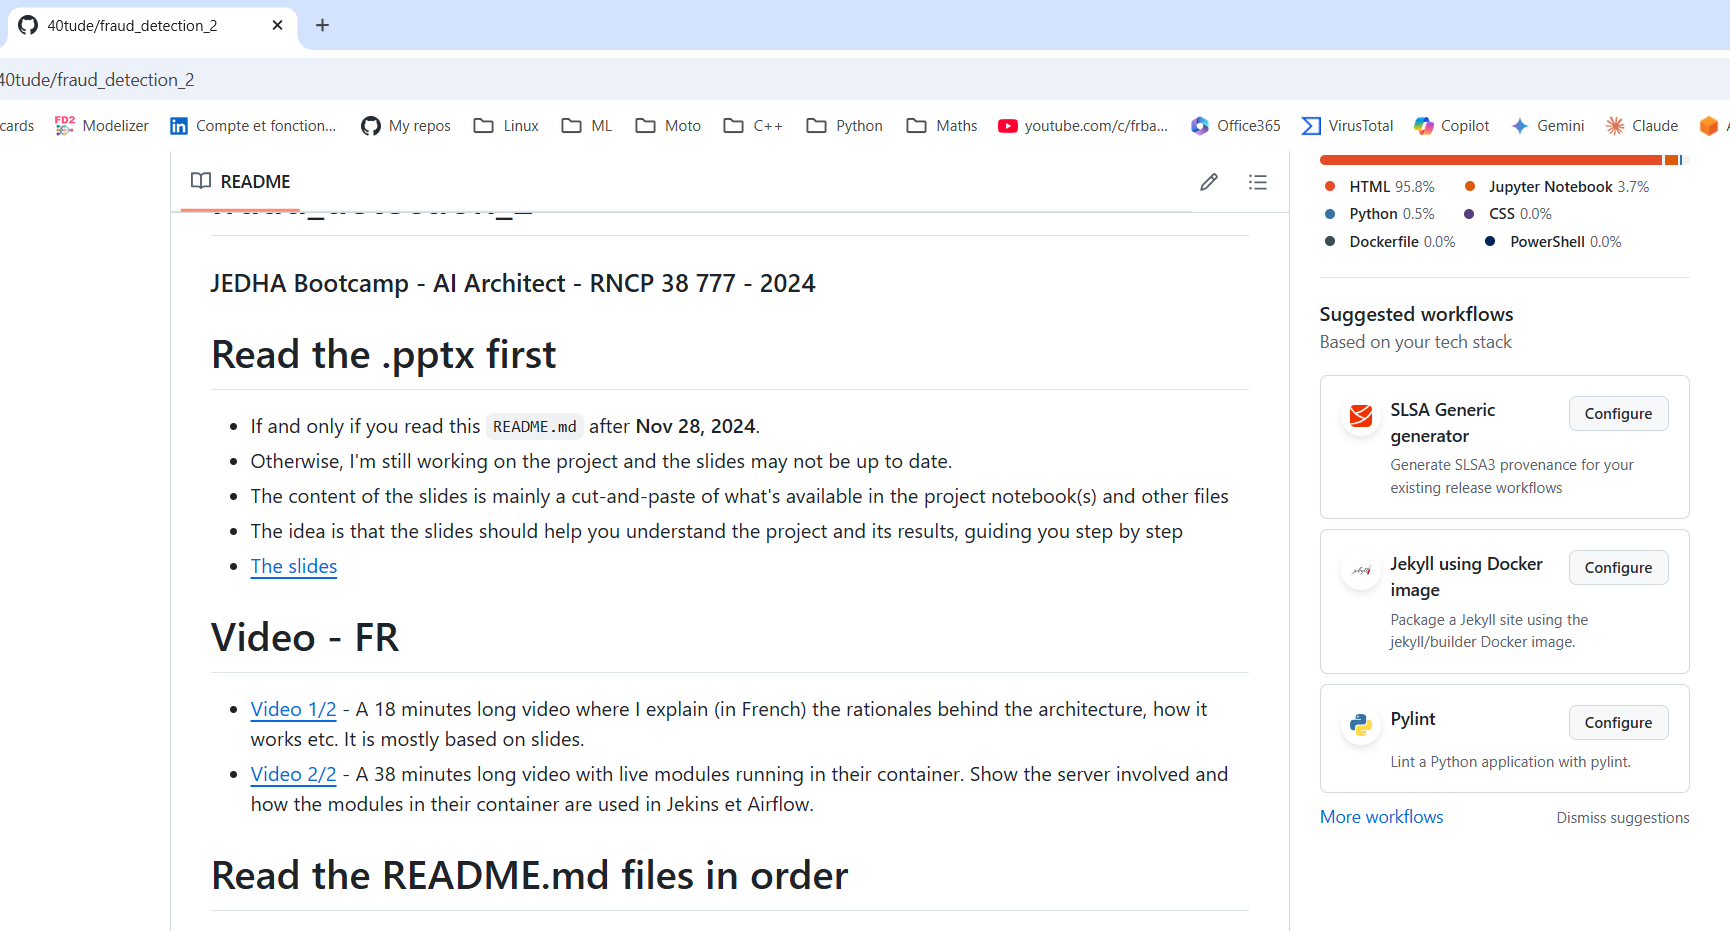 40tude/fraud_detection_2
40tude/fraud_detection_2
cards
FD2 Modelizer
Compte et fonction...
My repos
Linux
ML
Moto
C++
Python
Maths
youtube.com/c/frba...
Office365
VirusTotal
Copilot
Gemini
Claude
README
fraud_detection_2
JEDHA Bootcamp - AI Architect - RNCP 38 777 - 2024
Read the .pptx first
If and only if you read this README.md after Nov 28, 2024.
Otherwise, I'm still working on the project and the slides may not be up to date.
The content of the slides is mainly a cut-and-paste of what's available in the project notebook(s) and other files
The idea is that the slides should help you understand the project and its results, guiding you step by step
The slides
Video - FR
Video 1/2 - A 18 minutes long video where I explain (in French) the rationales behind the architecture, how it
works etc. It is mostly based on slides.
Video 2/2 - A 38 minutes long video with live modules running in their container. Show the server involved and
how the modules in their container are used in Jekins et Airflow.
Read the README.md files in order
HTML 95.8%
Jupyter Notebook 3.7%
Python 0.5%
CSS 0.0%
Dockerfile 0.0%
PowerShell 0.0%
Suggested workflows
Based on your tech stack
SLSA Generic
generator
Configure
Generate SLSA3 provenance for your
existing release workflows
Jekyll using Docker
image
Configure
Package a Jekyll site using the
jekyll/builder Docker image.
Pylint
Configure
Lint a Python application with pylint.
More workflows
Dismiss suggestions